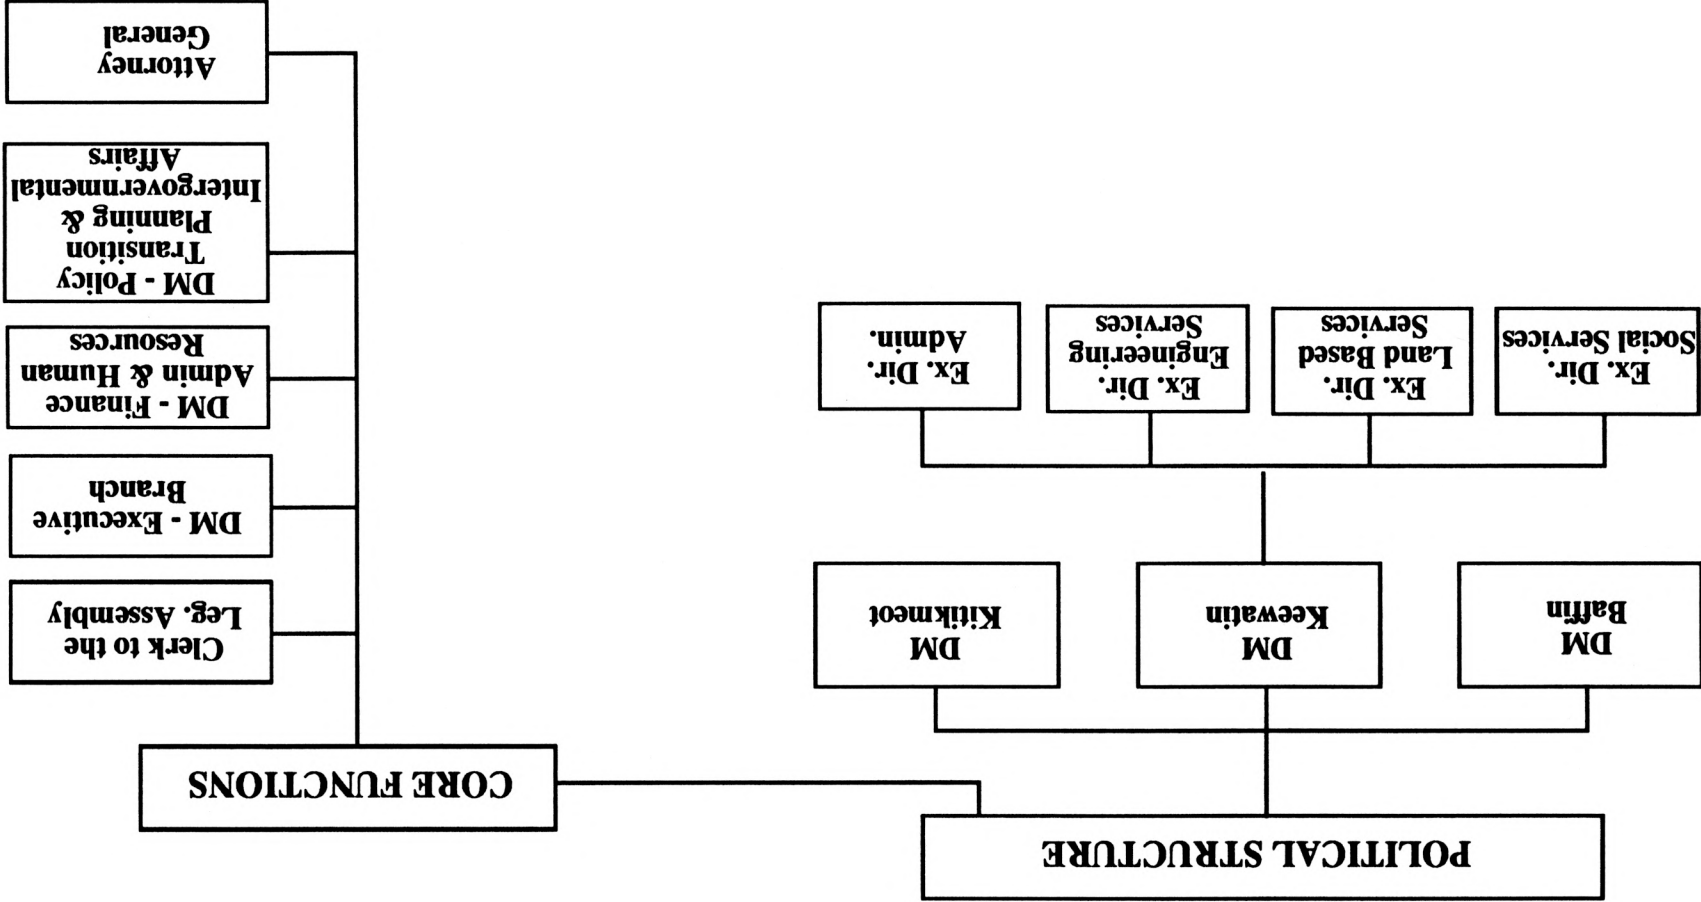 POLITICAL STRUCTURE
CORE FUNCTIONS
DM
Baffin
DM
Keewatin
DM
Kitikmeot
Ex. Dir.
Social Services
Ex. Dir.
Land Based
Services
Ex. Dir.
Engineering
Services
Ex. Dir.
Admin.
Clerk to the
Leg. Assembly
DM - Executive
Branch
DM - Finance
Admin & Human
Resources
DM - Policy
Transition
Planning &
Intergovernmental
Affairs
Attorney
General